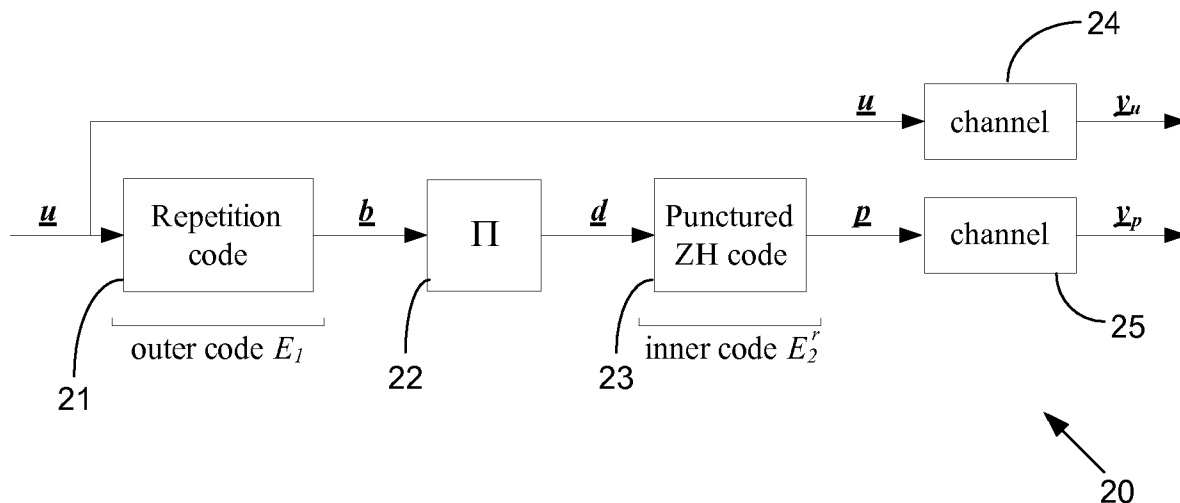 24
u
channel
y_u
u
Repetition
code
b
Π
d
Punctured
ZH code
p
channel
y_p
21
outer code E_1
22
23
inner code E_2^r
25
20